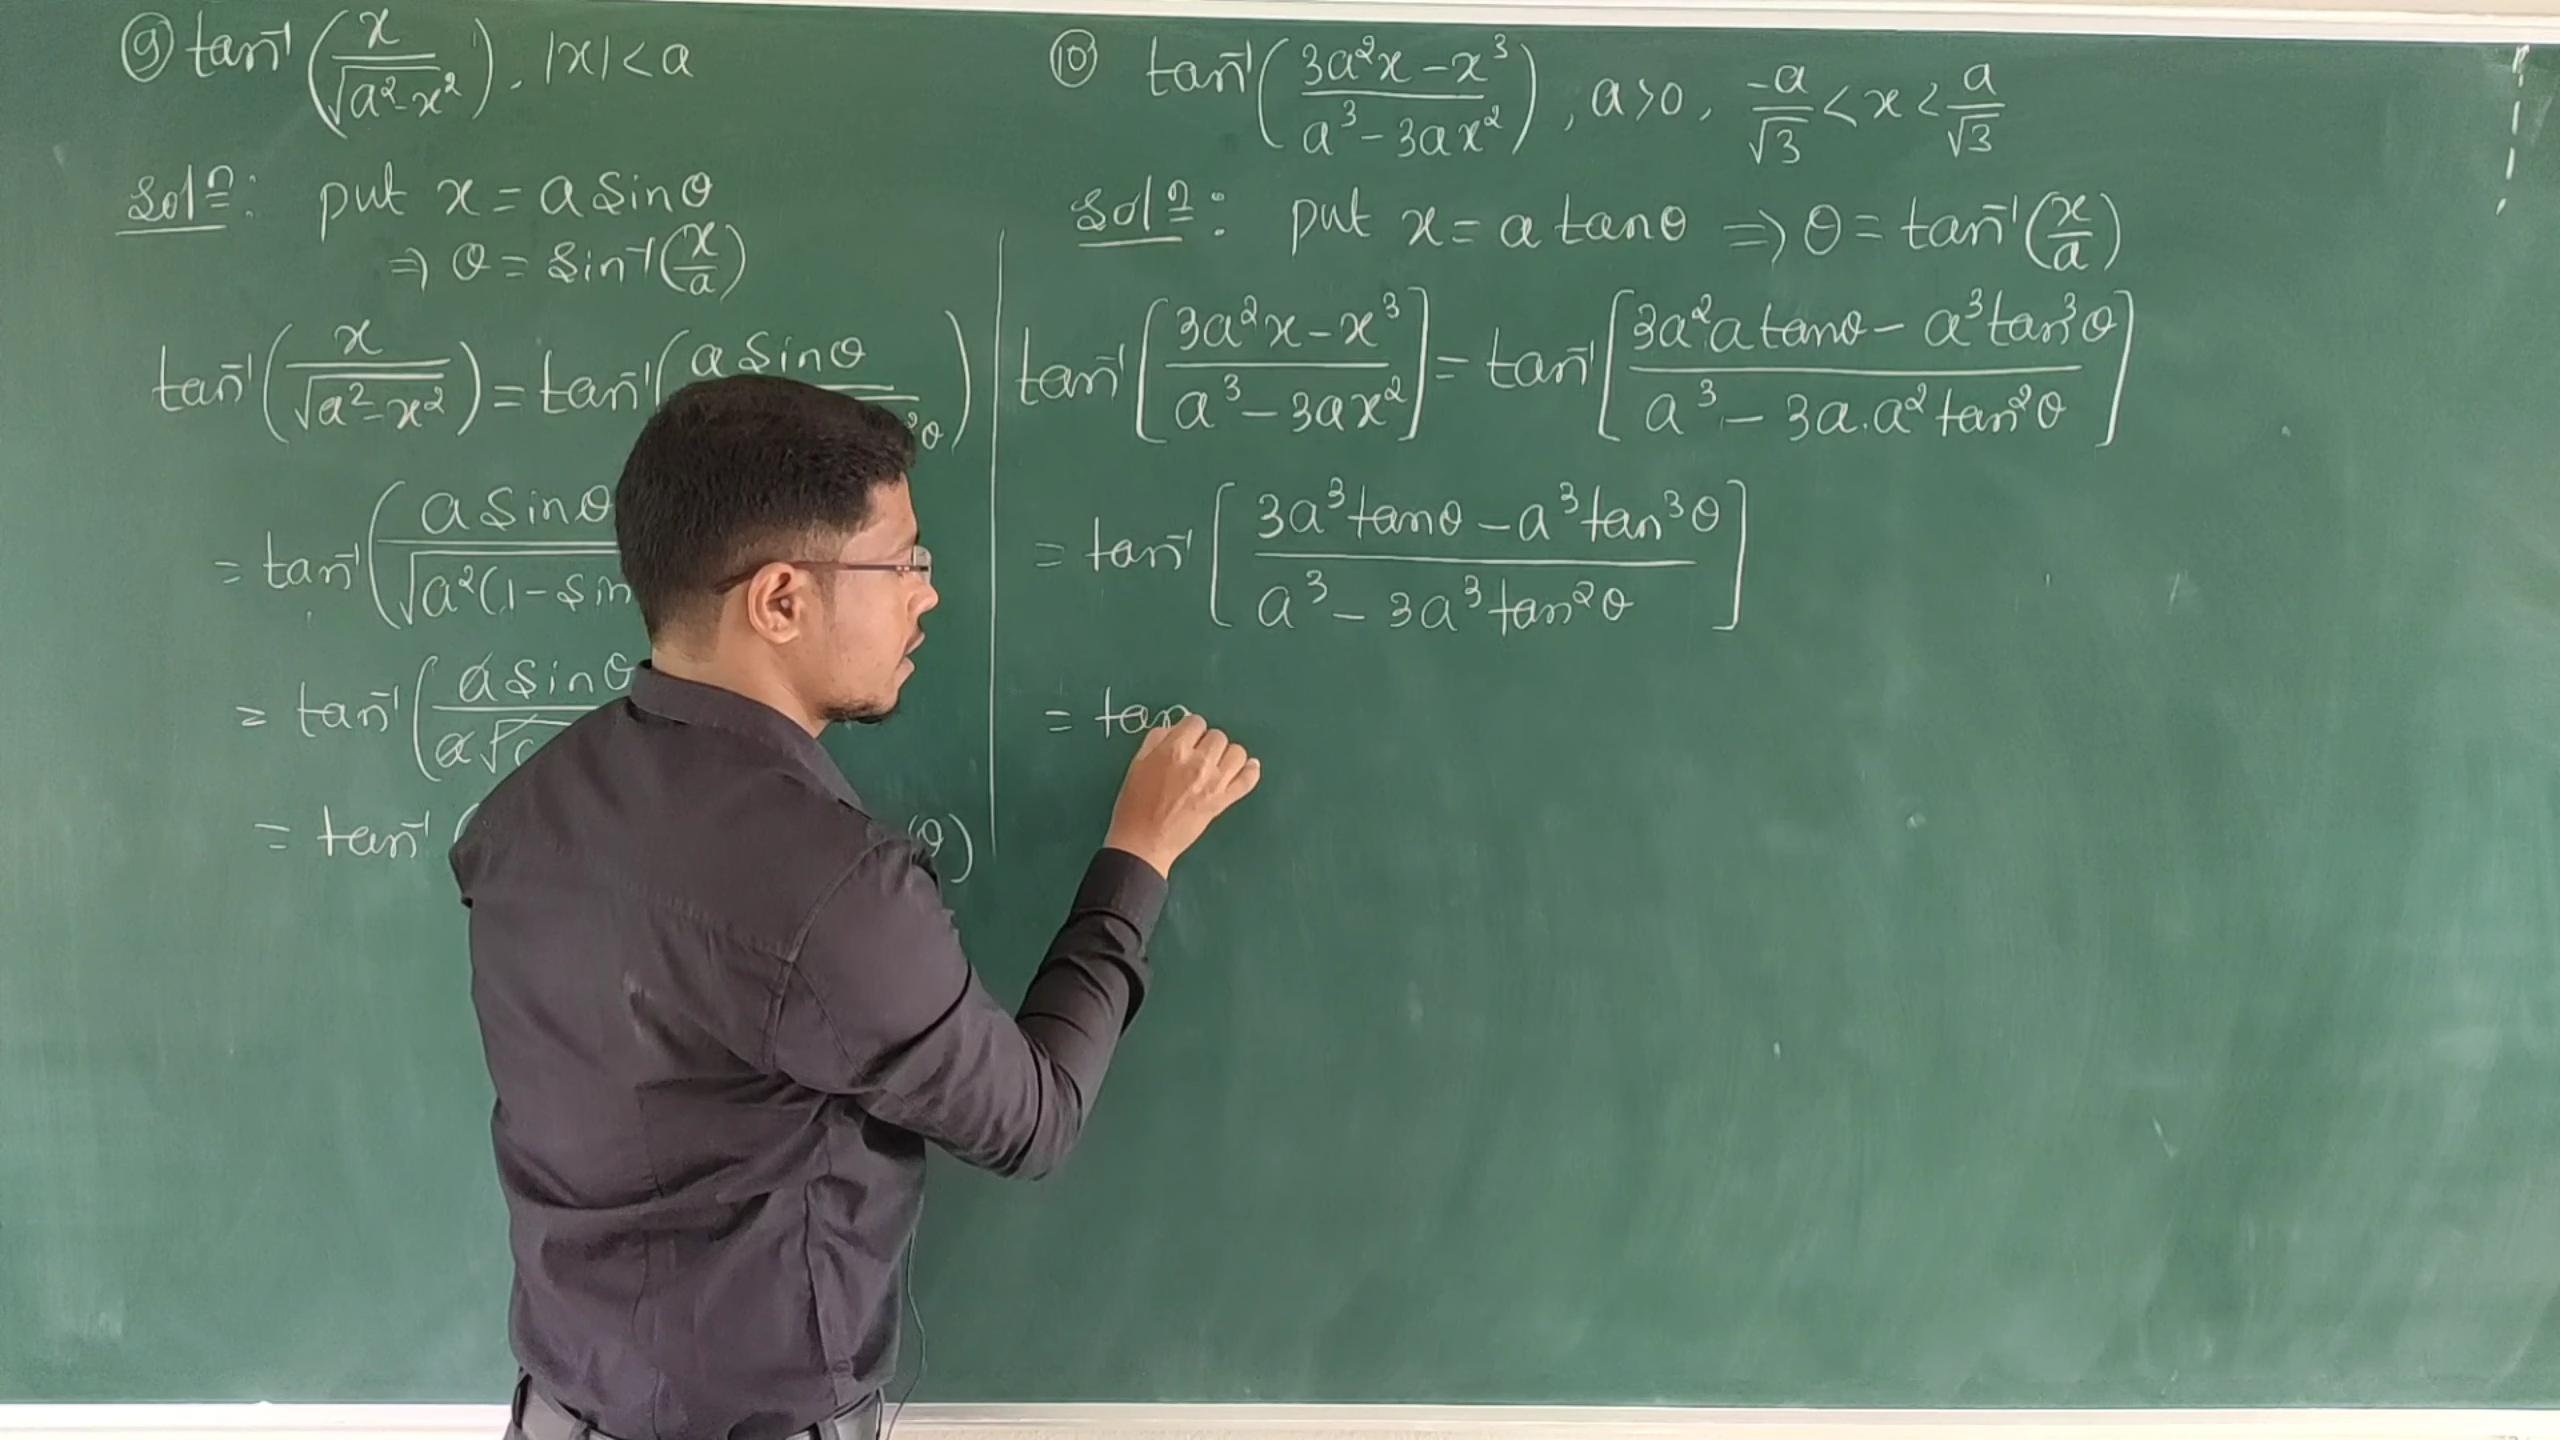 ⑨ tan⁻¹(x/√(a²-x²)), |x| < a
Solⁿ: put x = a sinθ
⇒ θ = sin⁻¹(x/a)
tan⁻¹(x/√(a²-x²)) = tan⁻¹(a sinθ
= tan⁻¹(a sinθ/√(a²(1-sin
= tan⁻¹(a sinθ/a√
= tan⁻¹( θ)
⑩ tan⁻¹((3a²x - x³)/(a³ - 3ax²)), a>0, -a/√3 < x < a/√3
Solⁿ: put x = a tanθ ⇒ θ = tan⁻¹(x/a)
tan⁻¹[(3a²x - x³)/(a³ - 3ax²)] = tan⁻¹[(3a²a tanθ - a³tan³θ)/(a³ - 3a.a²tan²θ)]
= tan⁻¹[(3a³tanθ - a³tan³θ)/(a³ - 3a³tan²θ)]
= tan